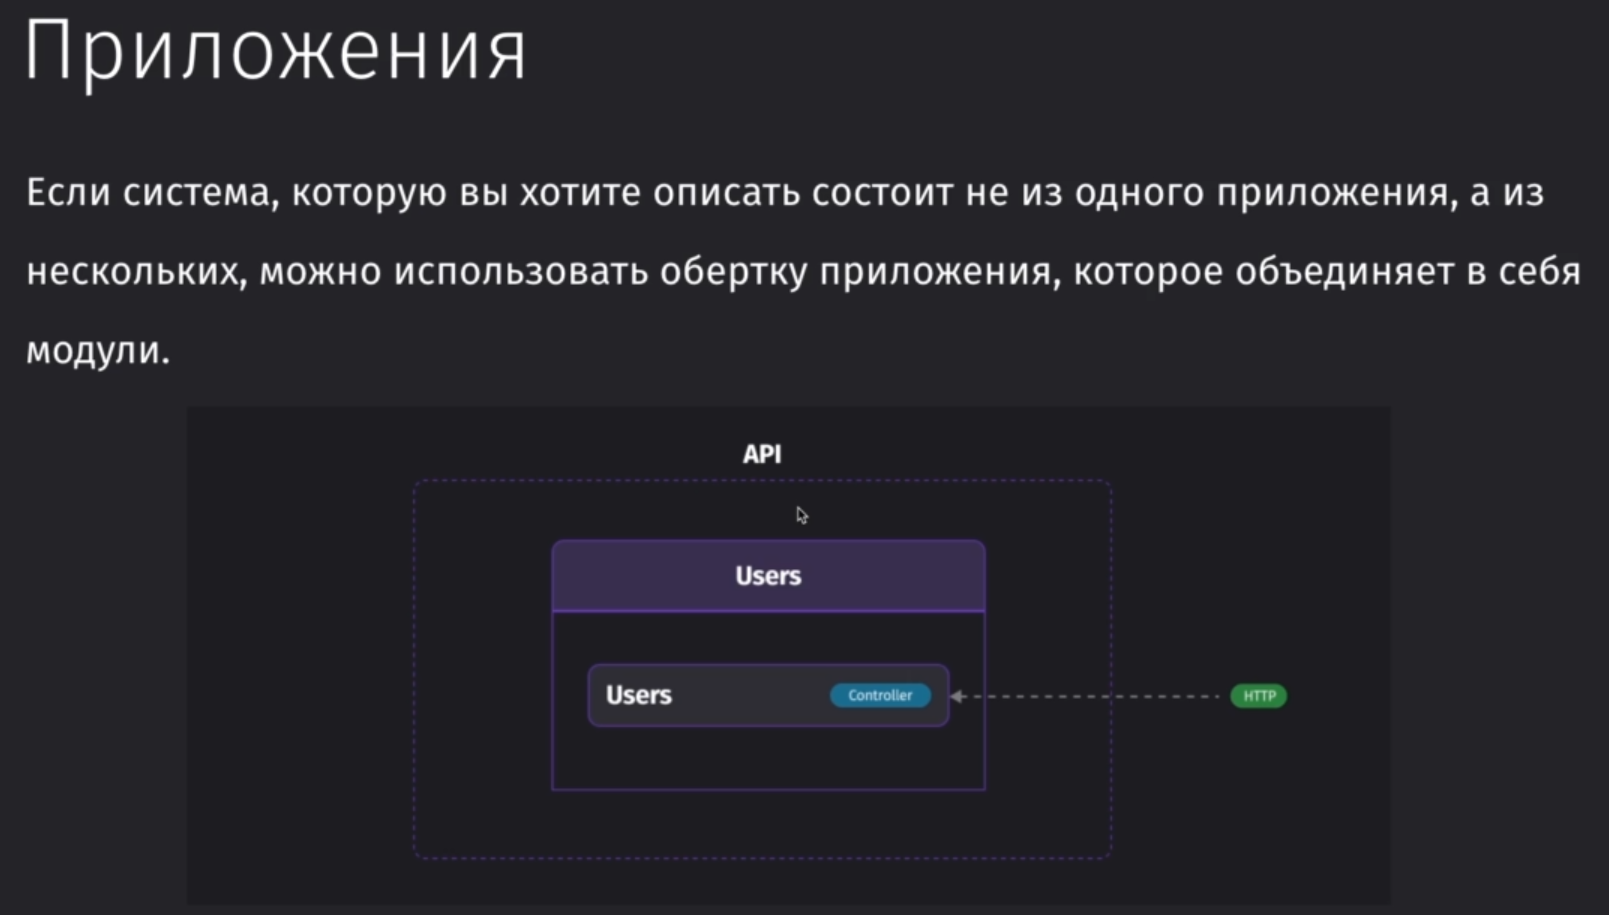 Приложения
Если система, которую вы хотите описать состоит не из одного приложения, а из
нескольких, можно использовать обертку приложения, которое объединяет в себя
модули.
API
Users
Users
Controller
HTTP